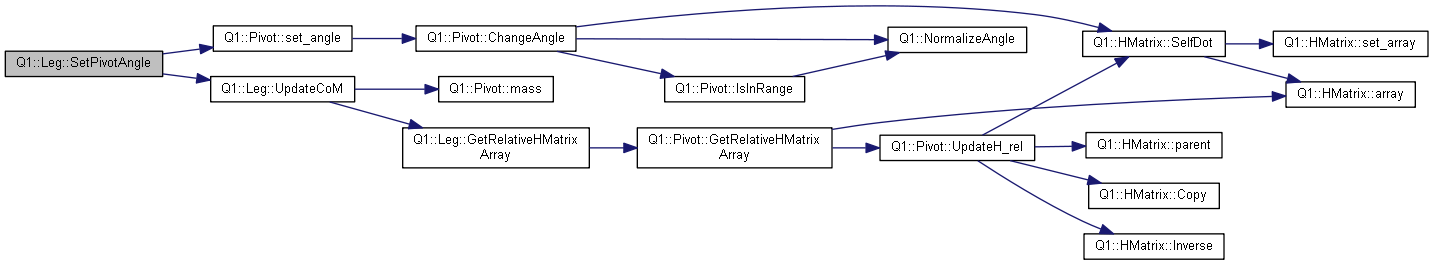 Q1::Leg::SetPivotAngle
Q1::Pivot::set_angle
Q1::Leg::UpdateCoM
Q1::Pivot::ChangeAngle
Q1::Pivot::mass
Q1::Leg::GetRelativeHMatrix
Array
Q1::Pivot::IsInRange
Q1::Pivot::GetRelativeHMatrix
Array
Q1::NormalizeAngle
Q1::Pivot::UpdateH_rel
Q1::HMatrix::SelfDot
Q1::HMatrix::parent
Q1::HMatrix::Copy
Q1::HMatrix::Inverse
Q1::HMatrix::set_array
Q1::HMatrix::array